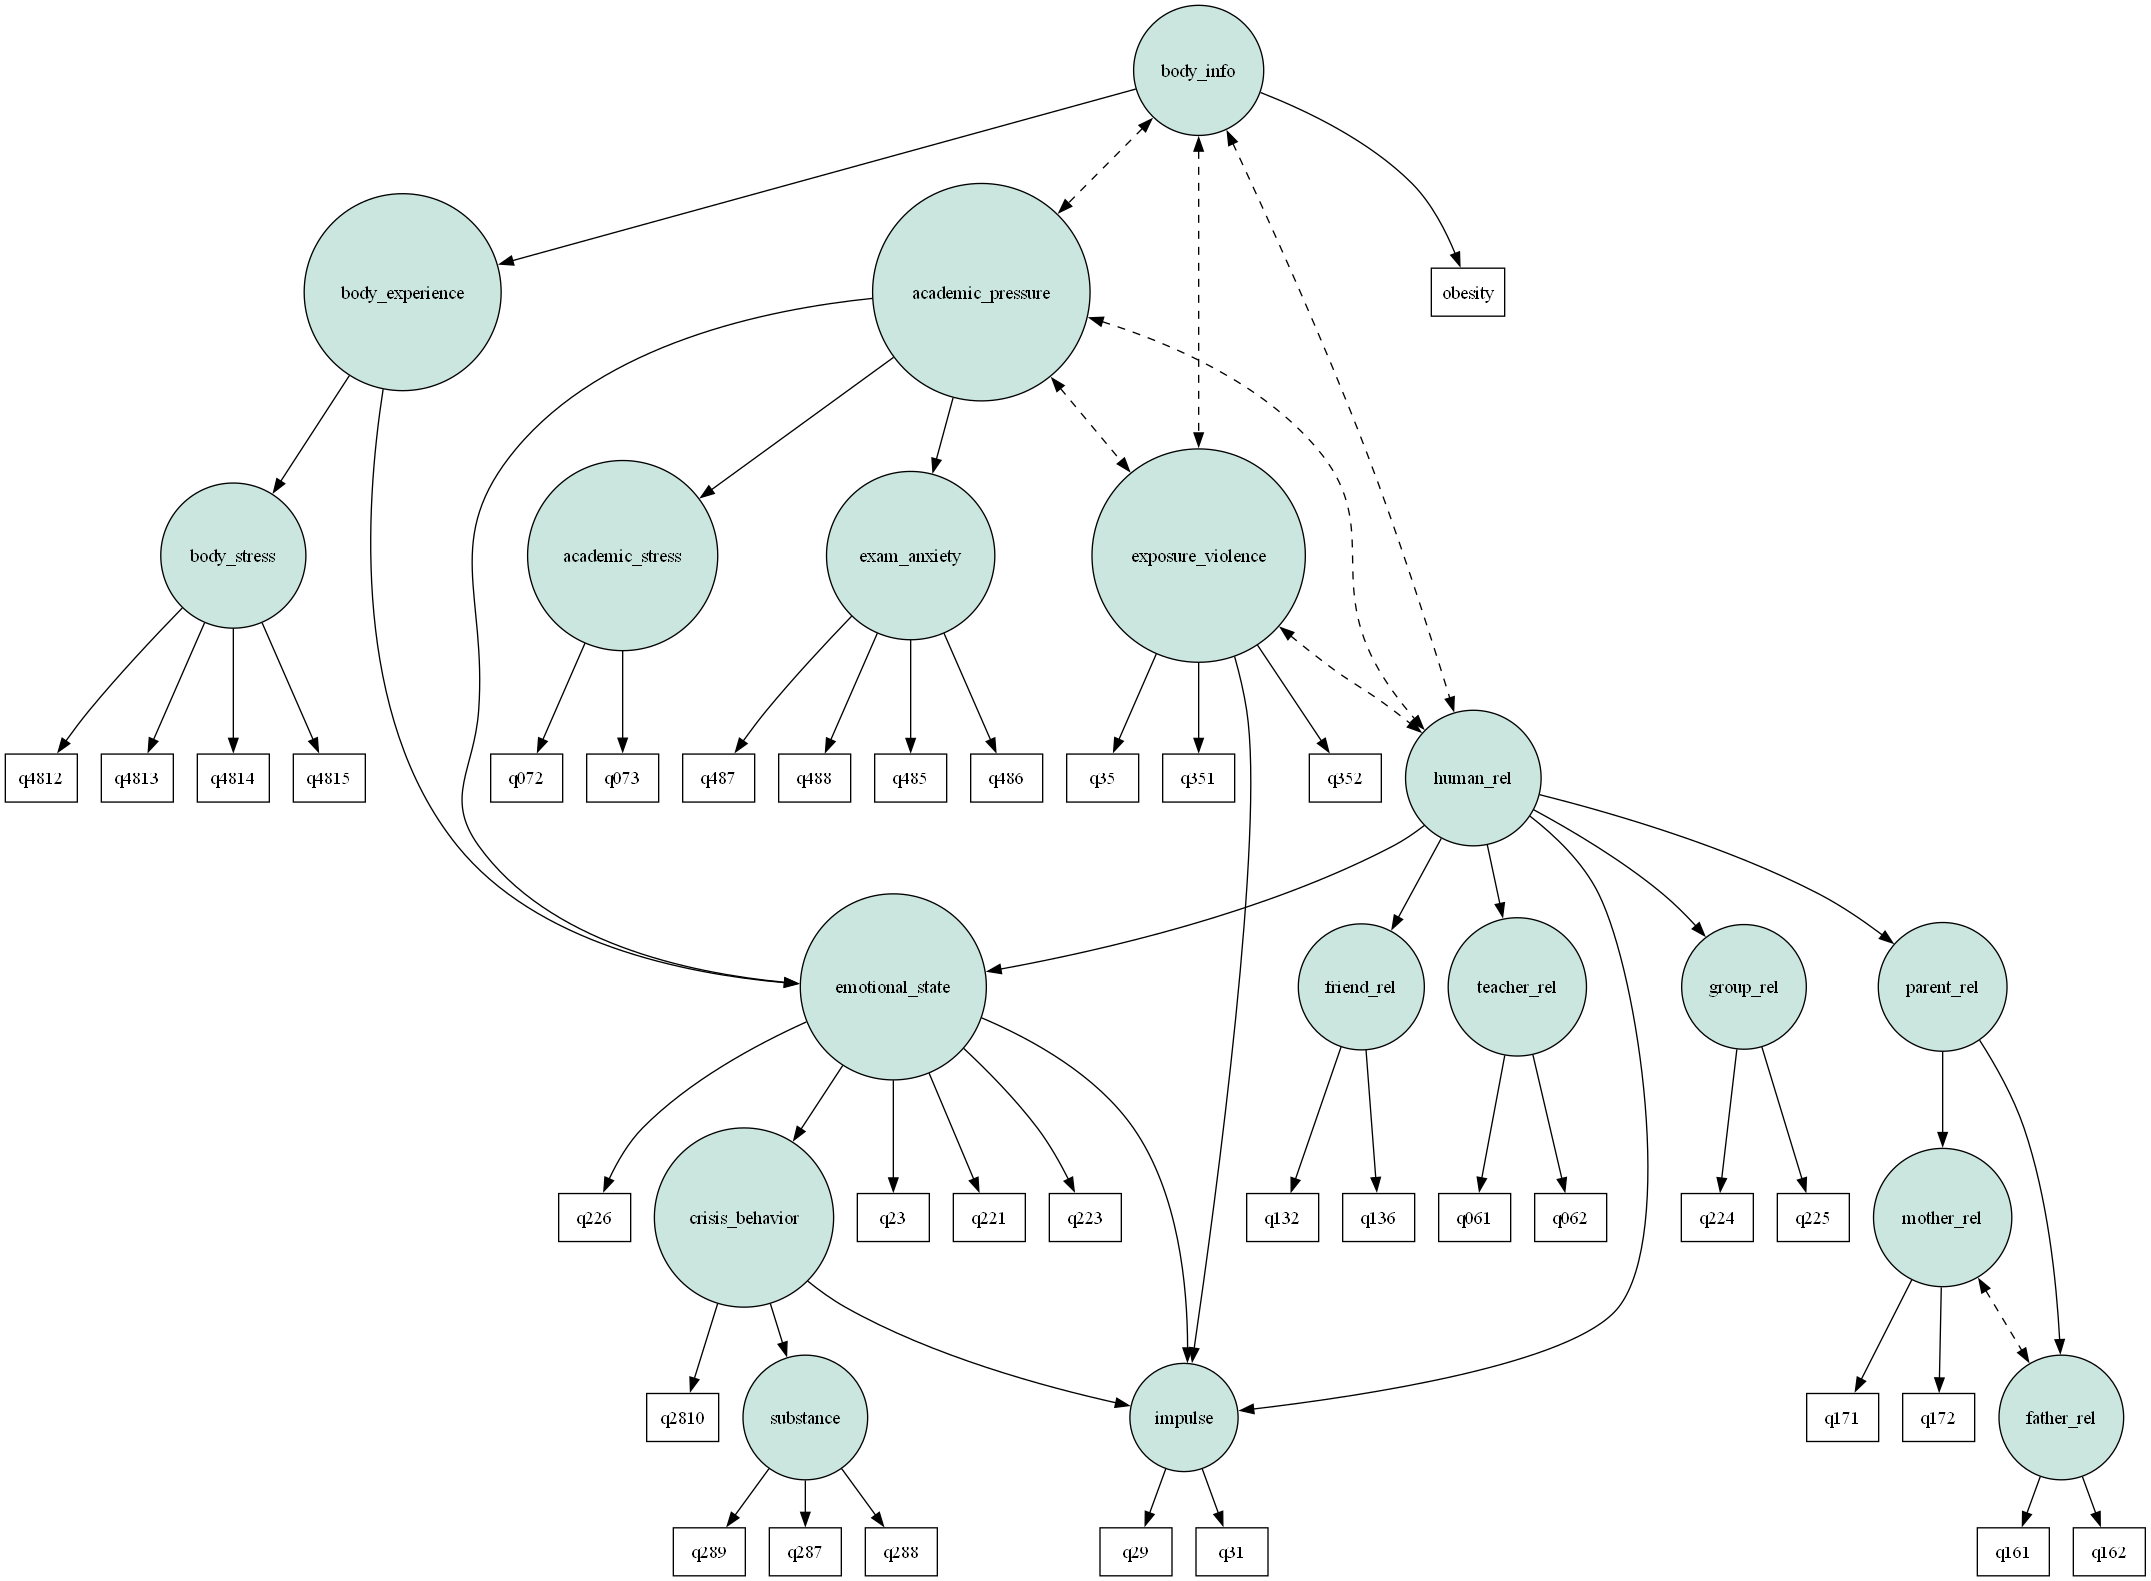 body_info
body_experience
academic_pressure
obesity
body_stress
academic_stress
exam_anxiety
exposure_violence
q4812
q4813
q4814
q4815
q072
q073
q487
q488
q485
q486
q35
q351
q352
human_rel
emotional_state
friend_rel
teacher_rel
group_rel
parent_rel
q226
crisis_behavior
q23
q221
q223
q132
q136
q061
q062
q224
q225
mother_rel
q2810
substance
impulse
q171
q172
father_rel
q289
q287
q288
q29
q31
q161
q162